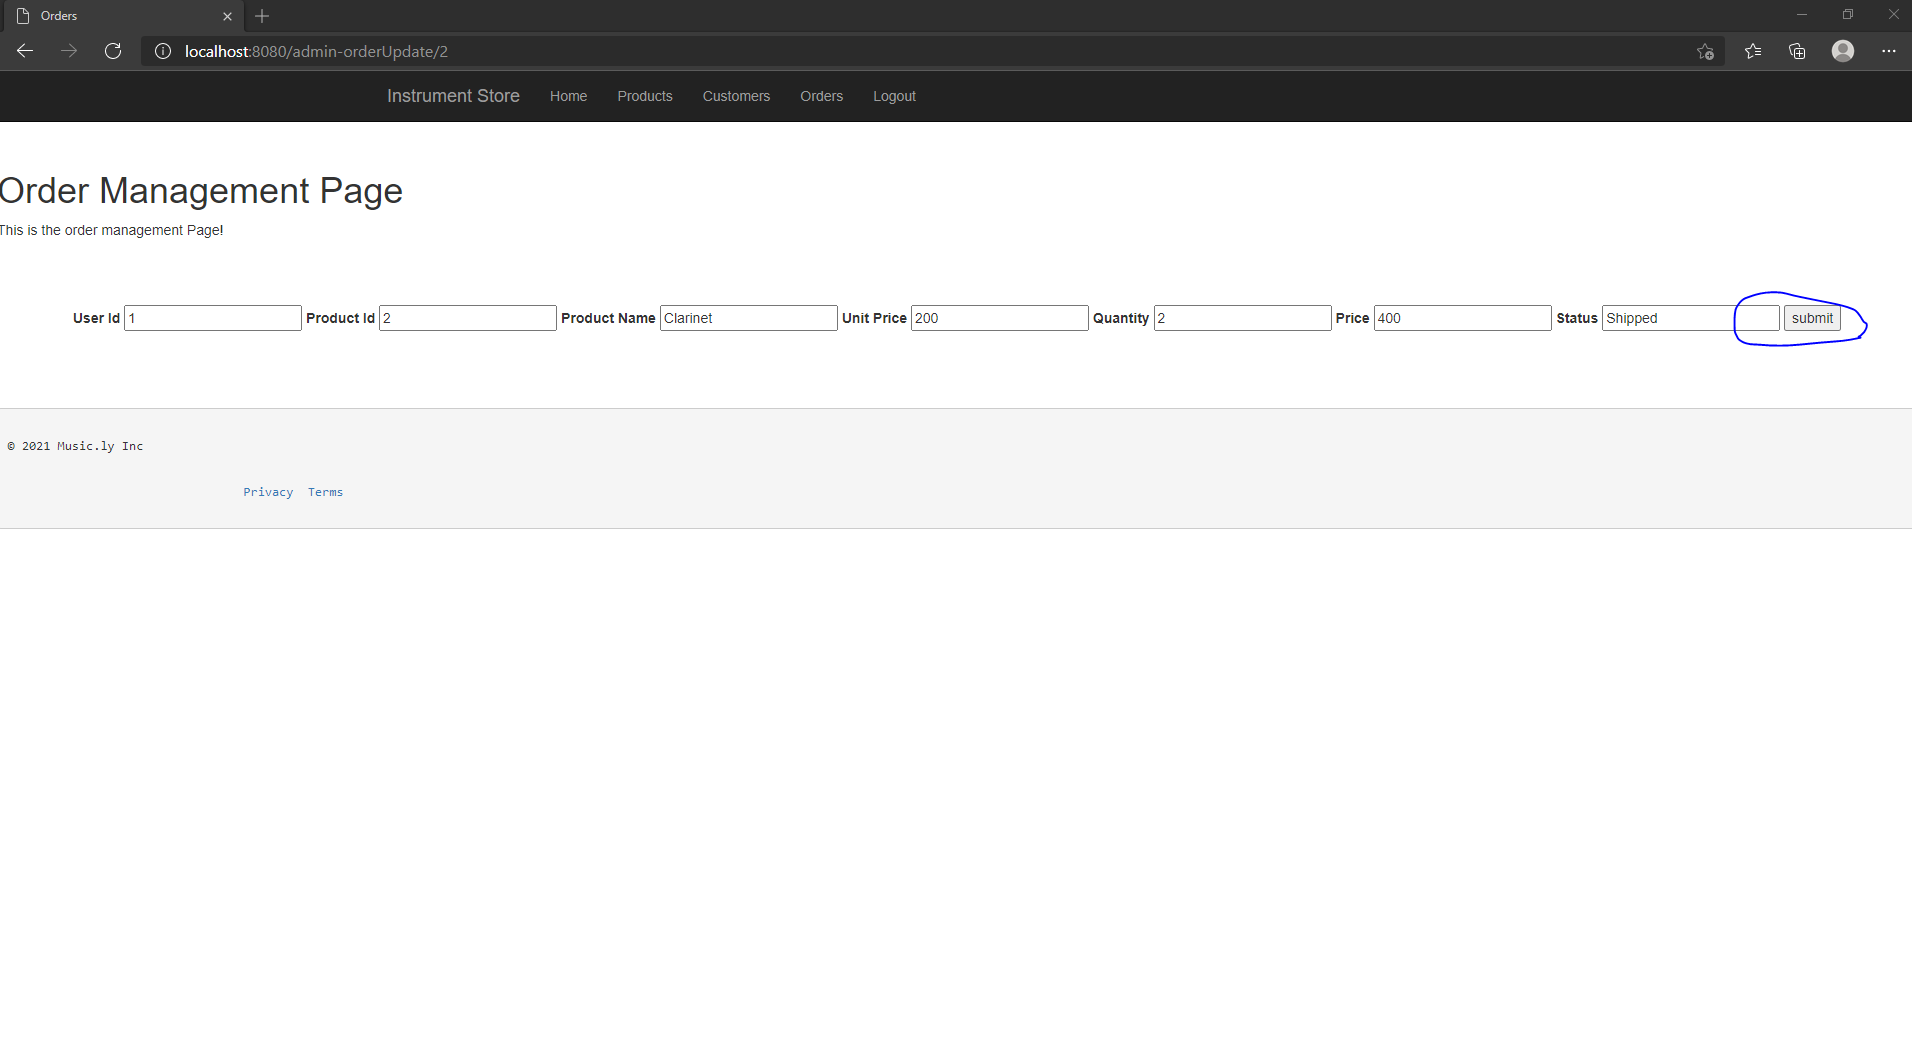 Orders
localhost:8080/admin-orderUpdate/2
Instrument Store Home Products Customers Orders Logout
Order Management Page
This is the order management Page!
User Id 1 Product Id 2 Product Name Clarinet Unit Price 200 Quantity 2 Price 400 Status Shipped submit
© 2021 Music.ly Inc
Privacy Terms